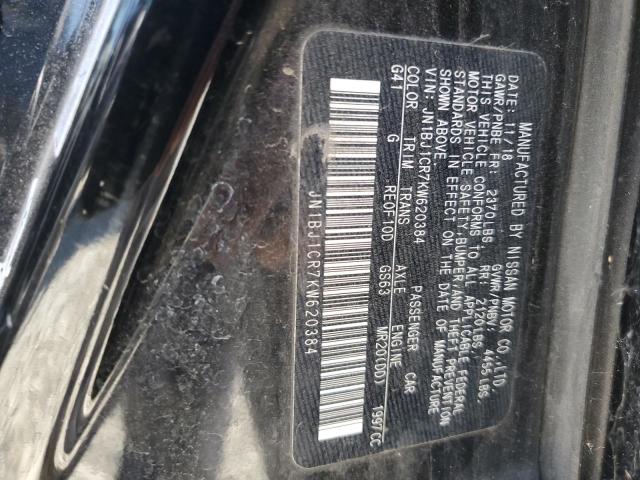 MANUFACTURED BY NISSAN MOTOR CO.,LTD.
DATE: 11/18 GVWR/PNBV: 4455 LBS,
GAWR/PNBE FR: 2370LBS, RR: 2120LBS,
THIS VEHICLE CONFORMS TO ALL APPLICABLE FEDERAL
MOTOR VEHICLE SAFETY,BUMPER,AND THEFT PREVENTION
STANDARDS IN EFFECT ON THE DATE OF MANUFACTURE
SHOWN ABOVE.
VIN: JN1BJ1CR7KW620384 PASSENGER CAR
COLOR TRIM TRANS AXLE ENGINE
G41 G RE0F10D GS63 MR20(DD) 1997CC
JN1BJ1CR7KW620384